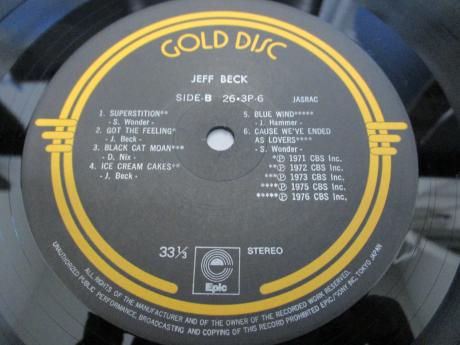 GOLD DISC
JEFF BECK
SIDE-B 26·3P-6 JASRAC
1. SUPERSTITION**
- S. Wonder -
2. GOT THE FEELING*
- J. Beck -
3. BLACK CAT MOAN***
- D. Nix -
4. ICE CREAM CAKES**
- J. Beck -
5. BLUE WIND*****
- J. Hammer -
6. CAUSE WE'VE ENDED
AS LOVERS****
- S. Wonder -
*Ⓟ 1971 CBS Inc.
**Ⓟ 1972 CBS Inc.
***Ⓟ 1973 CBS Inc.
****Ⓟ 1975 CBS Inc.
*****Ⓟ 1976 CBS Inc.
33⅓
Epic
STEREO
ALL RIGHTS OF THE MANUFACTURER AND OF THE OWNER OF THE RECORDED WORK RESERVED.
UNAUTHORIZED PUBLIC PERFORMANCE, BROADCASTING AND COPYING OF THIS RECORD PROHIBITED EPIC/SONY INC. TOKYO JAPAN